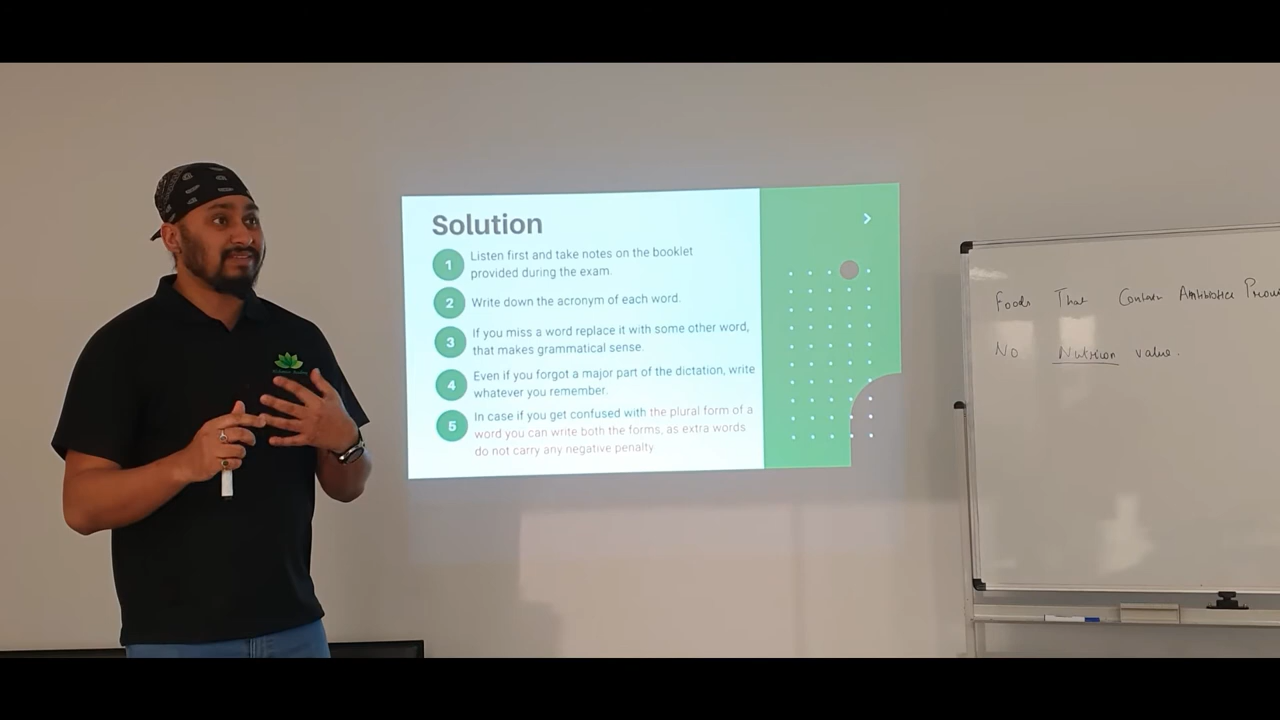 Solution
1
Listen first and take notes on the booklet
provided during the exam.
2
Write down the acronym of each word.
3
If you miss a word replace it with some other word,
that makes grammatical sense.
4
Even if you forgot a major part of the dictation, write
whatever you remember.
5
In case if you get confused with the plural form of a
word you can write both the forms, as extra words
do not carry any negative penalty
Foods That Contain Antibiotics
No Nutrition value.